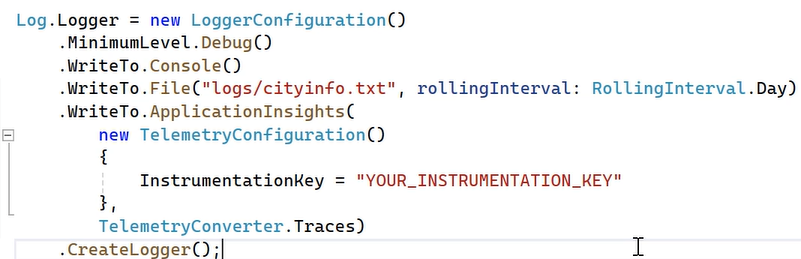 Log.Logger = new LoggerConfiguration()
    .MinimumLevel.Debug()
    .WriteTo.Console()
    .WriteTo.File("logs/cityinfo.txt", rollingInterval: RollingInterval.Day)
    .WriteTo.ApplicationInsights(
        new TelemetryConfiguration()
        {
            InstrumentationKey = "YOUR_INSTRUMENTATION_KEY"
        },
        TelemetryConverter.Traces)
    .CreateLogger();